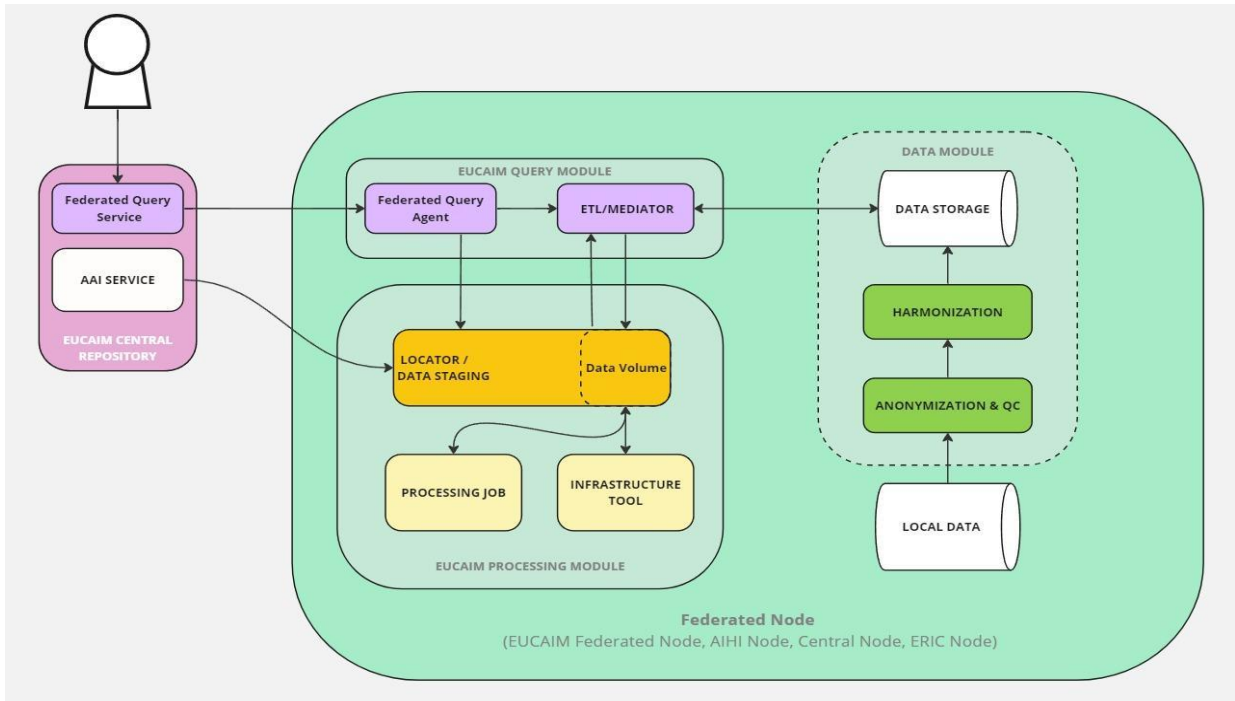 EUCAIM QUERY MODULE
DATA MODULE
Federated Query
Service
Federated Query
Agent
ETL/MEDIATOR
DATA STORAGE
AAI SERVICE
EUCAIM CENTRAL
REPOSITORY
HARMONIZATION
LOCATOR /
DATA STAGING
Data Volume
ANONYMIZATION & QC
PROCESSING JOB
INFRASTRUCTURE
TOOL
LOCAL DATA
EUCAIM PROCESSING MODULE
Federated Node
(EUCAIM Federated Node, AIHI Node, Central Node, ERIC Node)